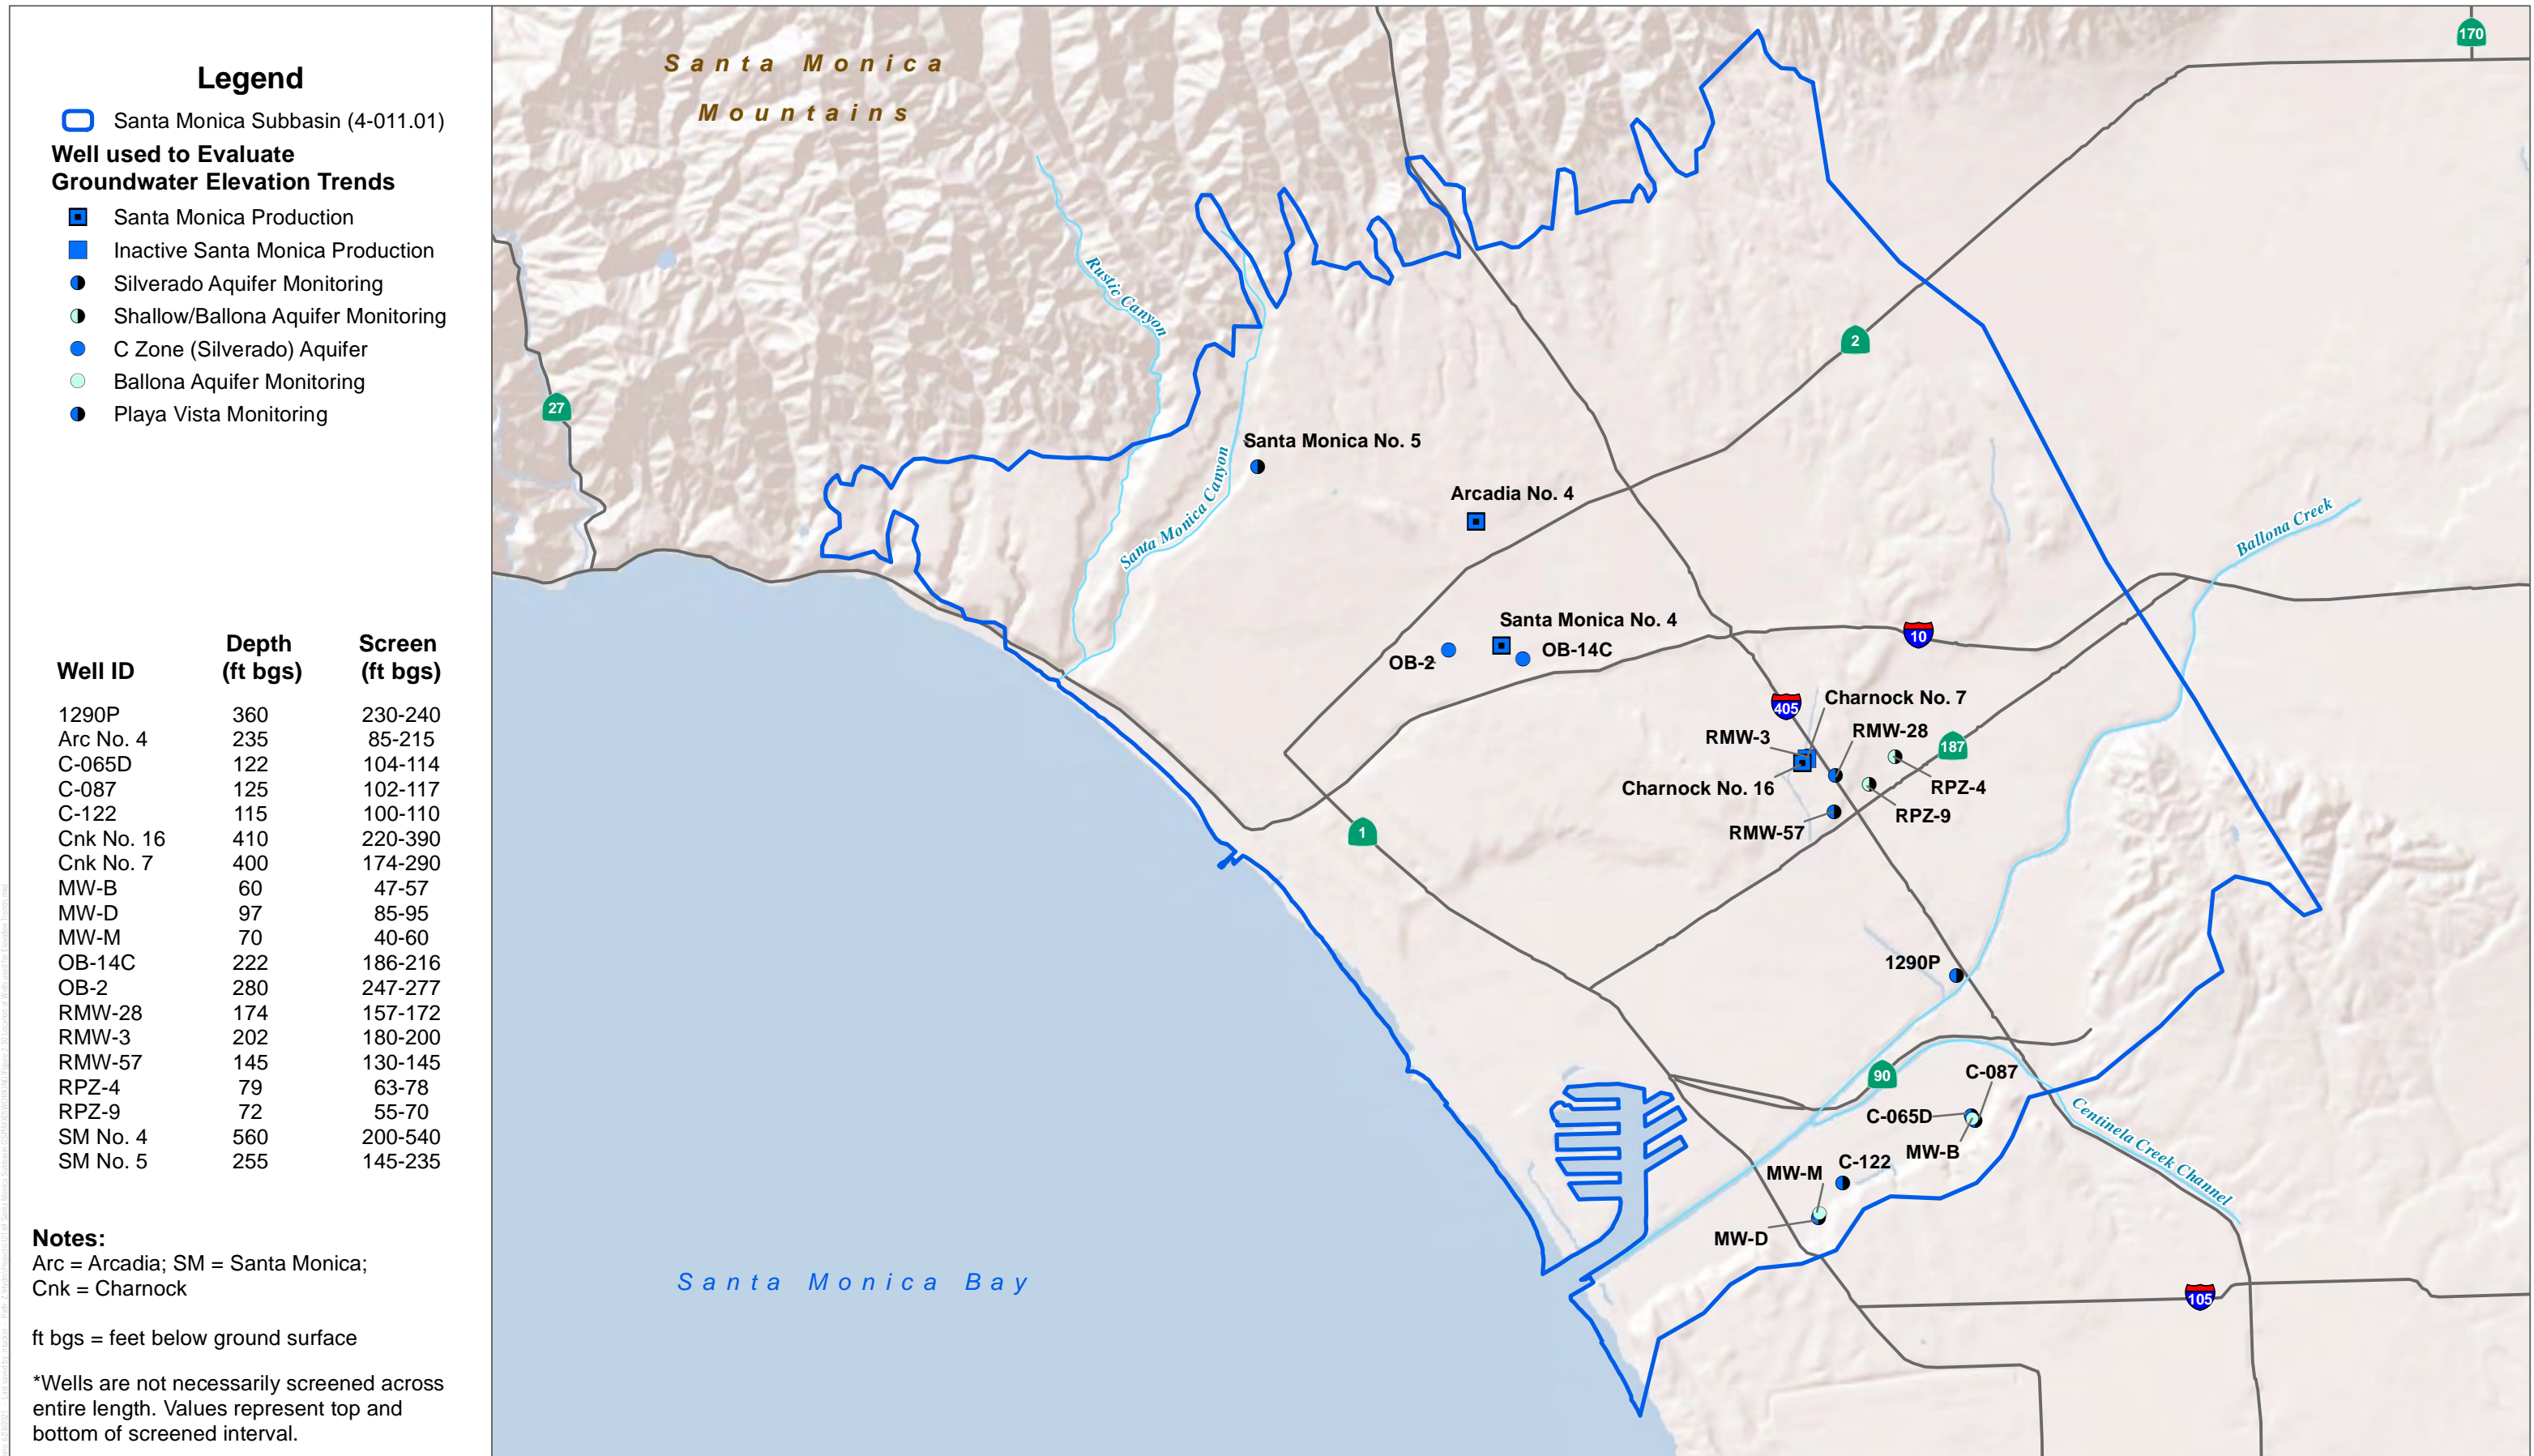 Legend
Santa Monica Subbasin (4-011.01)
Well used to Evaluate
Groundwater Elevation Trends
Santa Monica Production
Inactive Santa Monica Production
Silverado Aquifer Monitoring
Shallow/Ballona Aquifer Monitoring
C Zone (Silverado) Aquifer
Ballona Aquifer Monitoring
Playa Vista Monitoring
Well ID Depth (ft bgs) Screen (ft bgs)
1290P 360 230-240
Arc No. 4 235 85-215
C-065D 122 104-114
C-087 125 102-117
C-122 115 100-110
Cnk No. 16 410 220-390
Cnk No. 7 400 174-290
MW-B 60 47-57
MW-D 97 85-95
MW-M 70 40-60
OB-14C 222 186-216
OB-2 280 247-277
RMW-28 174 157-172
RMW-3 202 180-200
RMW-57 145 130-145
RPZ-4 79 63-78
RPZ-9 72 55-70
SM No. 4 560 200-540
SM No. 5 255 145-235
Notes:
Arc = Arcadia; SM = Santa Monica;
Cnk = Charnock
ft bgs = feet below ground surface
*Wells are not necessarily screened across
entire length. Values represent top and
bottom of screened interval.
Santa Monica
Mountains
170
27
2
Rustic Canyon
Santa Monica Canyon
Santa Monica No. 5
Arcadia No. 4
Ballona Creek
Santa Monica No. 4
OB-2
OB-14C
10
405
Charnock No. 7
RMW-3
RMW-28
187
Charnock No. 16
RPZ-4
RPZ-9
RMW-57
1
1290P
90
C-087
C-065D
MW-B
Centinela Creek Channel
C-122
MW-M
MW-D
Santa Monica Bay
105